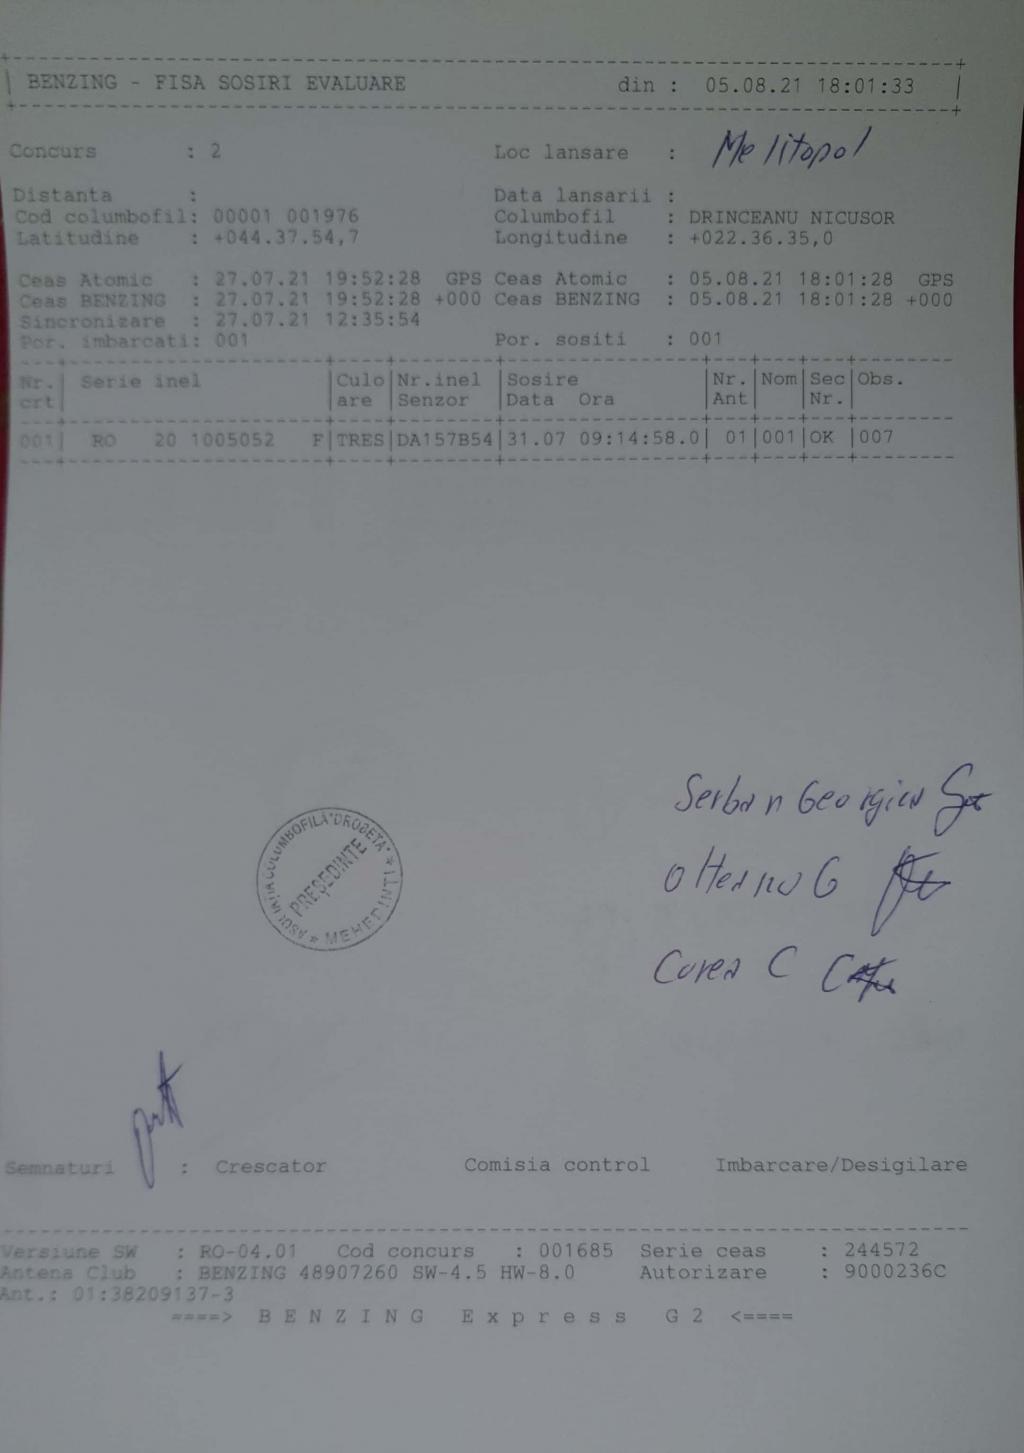 BENZING - FISA SOSIRI EVALUARE din : 05.08.21 18:01:33
Concurs : 2 Loc lansare : Melitopol
Distanta : Data lansarii :
Cod columbofil: 00001 001976 Columbofil : DRINCEANU NICUSOR
Latitudine : +044.37.54,7 Longitudine : +022.36.35,0
Ceas Atomic : 27.07.21 19:52:28 GPS Ceas Atomic : 05.08.21 18:01:28 GPS
Ceas BENZING : 27.07.21 19:52:28 +000 Ceas BENZING : 05.08.21 18:01:28 +000
Sincronizare : 27.07.21 12:35:54
Por. imbarcati: 001 Por. sositi : 001
Nr. Serie inel Culo Nr.inel Sosire Nr. Nom Sec Obs.
crt are Senzor Data Ora Ant Nr.
001 RO 20 1005052 F TRES DA157B54 31.07 09:14:58.0 01 001 OK 007
Serban Georgica
ASOCIATIA COLUMBOFILĂ "DROBETA" * MEHEDINTI *
PREȘEDINTE
Olteanu G
Curea C
Semnaturi : Crescator Comisia control Imbarcare/Desigilare
Versiune SW : RO-04.01 Cod concurs : 001685 Serie ceas : 244572
Antena Club : BENZING 48907260 SW-4.5 HW-8.0 Autorizare : 9000236C
Ant.: 01:38209137-3
====> B E N Z I N G E x p r e s s G 2 <====